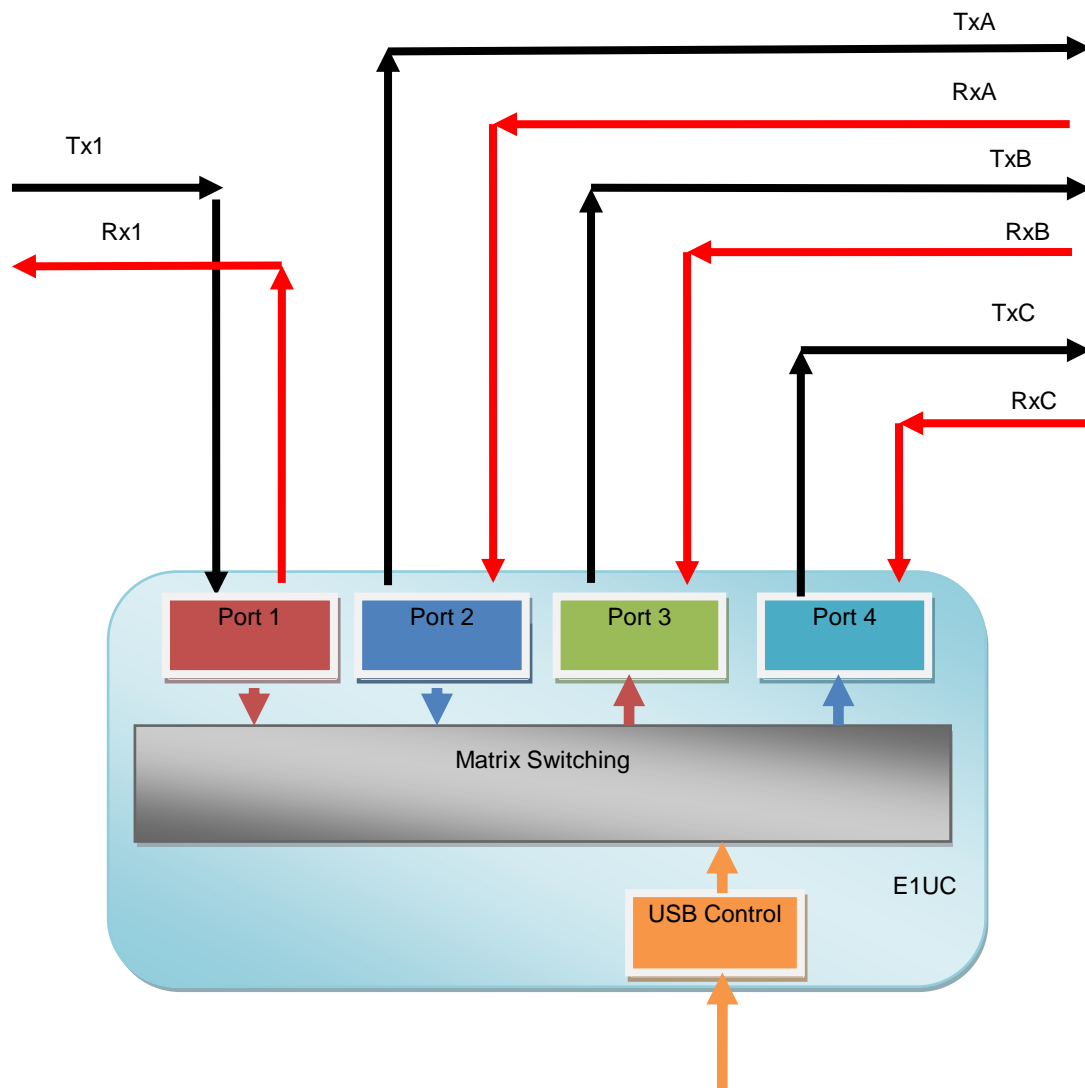 TxA
RxA
Tx1
TxB
Rx1
RxB
TxC
RxC
Port 1
Port 2
Port 3
Port 4
Matrix Switching
E1UC
USB Control